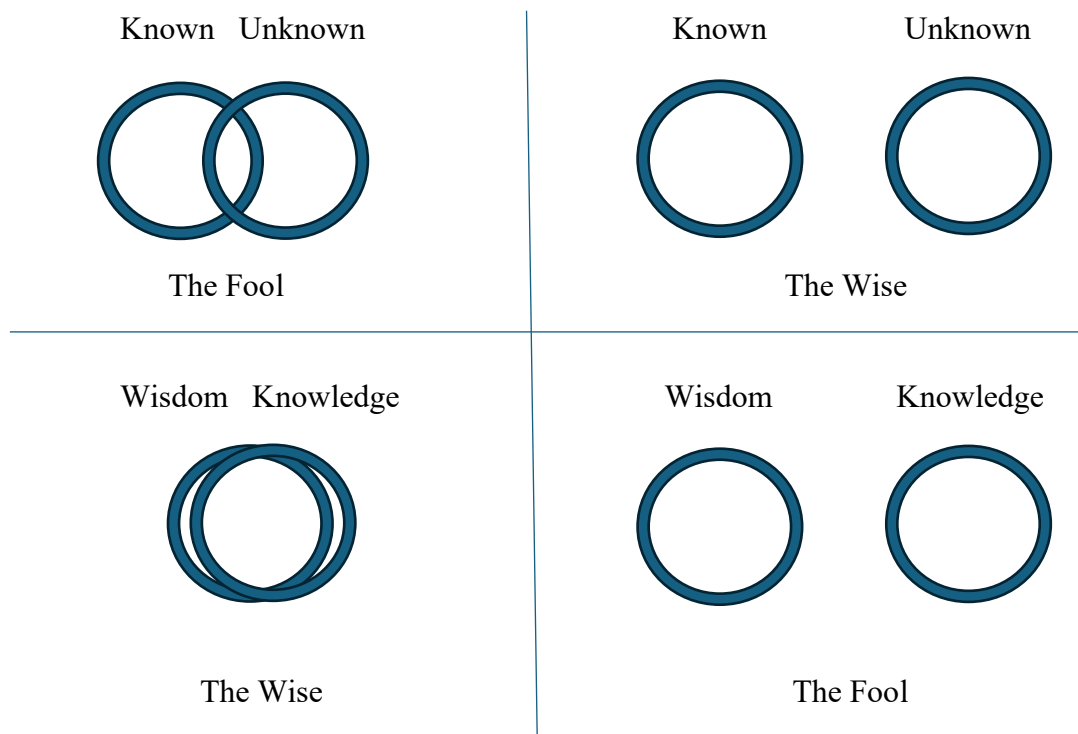 Known Unknown
The Fool
Known Unknown
The Wise
Wisdom Knowledge
The Wise
Wisdom Knowledge
The Fool